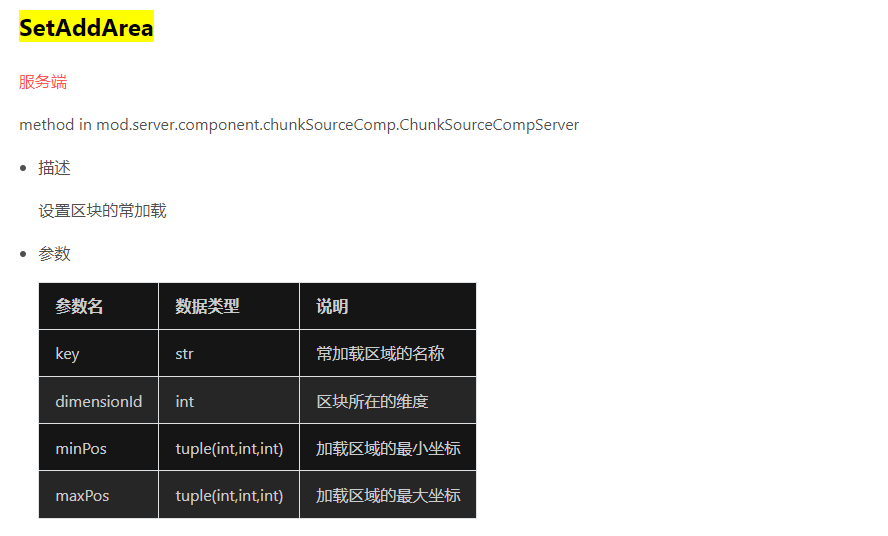 SetAddArea
服务端
method in mod.server.component.chunkSourceComp.ChunkSourceCompServer
描述
设置区块的常加载
参数
参数名 数据类型 说明
key str 常加载区域的名称
dimensionId int 区块所在的维度
minPos tuple(int,int,int) 加载区域的最小坐标
maxPos tuple(int,int,int) 加载区域的最大坐标